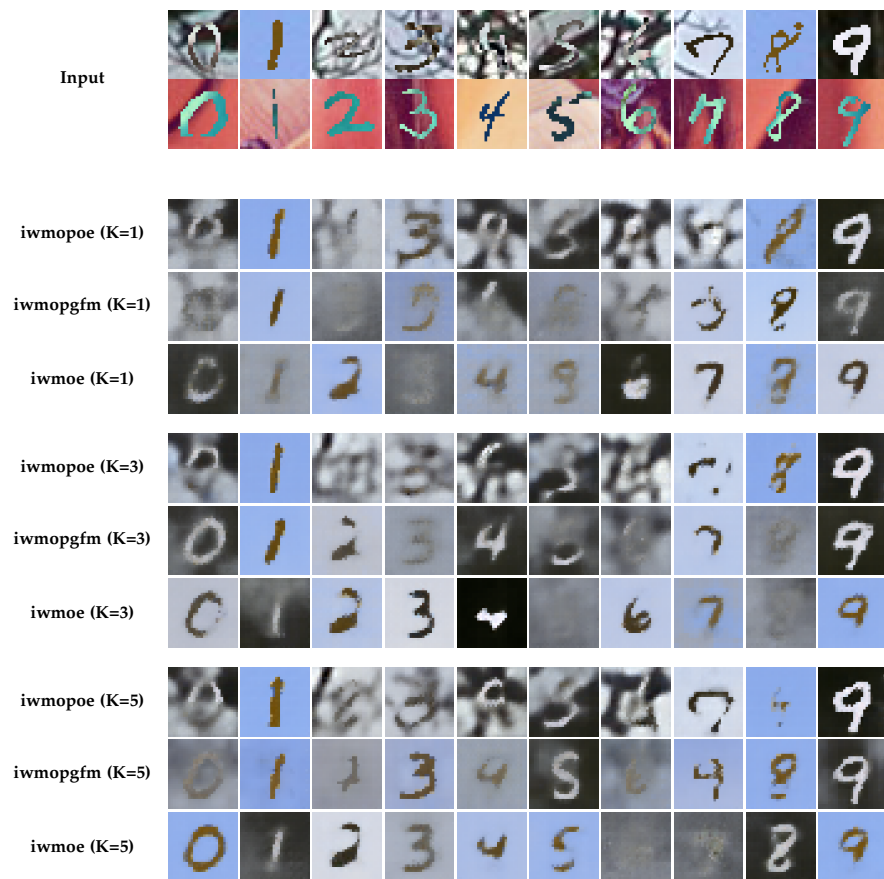 Input
iwmopoe (K=1)
iwmopgfm (K=1)
iwmoe (K=1)
iwmopoe (K=3)
iwmopgfm (K=3)
iwmoe (K=3)
iwmopoe (K=5)
iwmopgfm (K=5)
iwmoe (K=5)